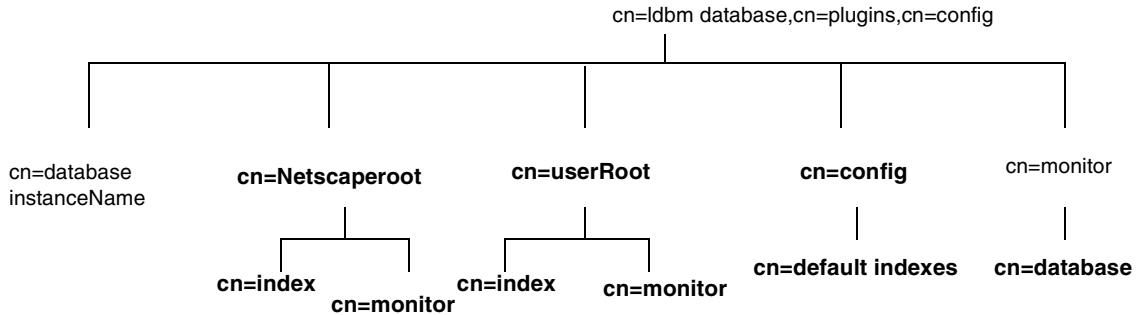 cn=ldbm database,cn=plugins,cn=config
cn=database
instanceName
cn=Netscaperoot
cn=userRoot
cn=config
cn=monitor
cn=index
cn=monitor
cn=index
cn=monitor
cn=default indexes
cn=database